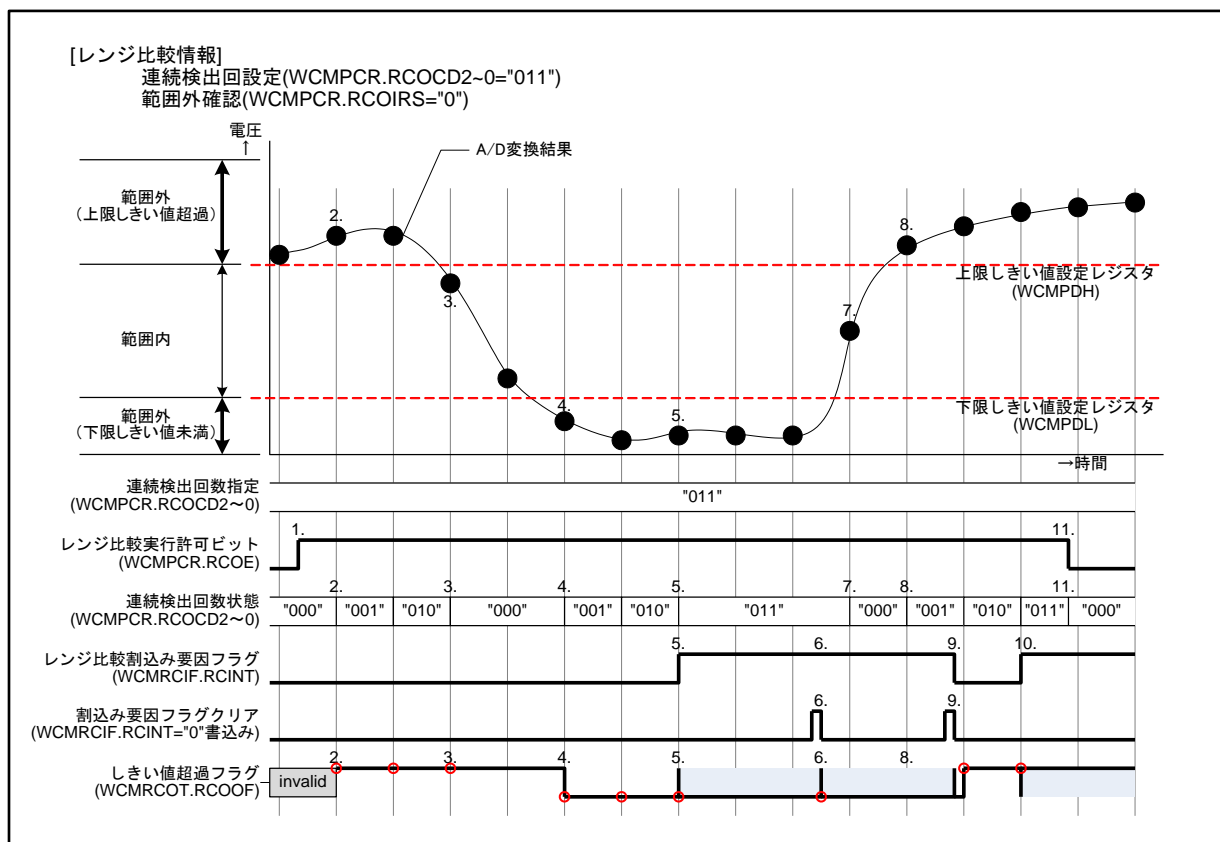 [レンジ比較情報]
連続検出回設定(WCMPCR.RCOCD2~0="011")
範囲外確認(WCMPCR.RCOIRS="0")
電圧
↑
A/D変換結果
範囲外
(上限しきい値超過)
2.
8.
上限しきい値設定レジスタ
(WCMPDH)
3.
7.
範囲内
範囲外
(下限しきい値未満)
4.
5.
下限しきい値設定レジスタ
(WCMPDL)
→時間
連続検出回数指定
(WCMPCR.RCOCD2～0)
"011"
レンジ比較実行許可ビット
(WCMPCR.RCOE)
1.
11.
2. 3. 4. 5. 7. 8. 11.
連続検出回数状態
(WCMPCR.RCOCD2～0)
"000" "001" "010" "000" "001" "010" "011" "000" "001" "010" "011" "000"
レンジ比較割込み要因フラグ
(WCMRCIF.RCINT)
5. 6. 9. 10.
割込み要因フラグクリア
(WCMRCIF.RCINT="0"書込み)
6. 9.
しきい値超過フラグ
(WCMRCOT.RCOOF)
invalid
2. 3. 4. 5. 6. 8.